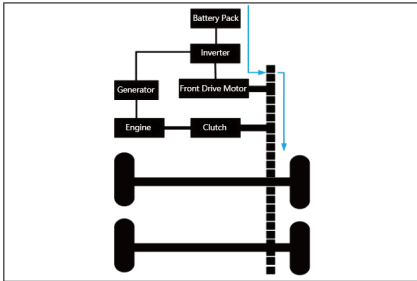 Battery Pack
Inverter
Generator
Front Drive Motor
Engine
Clutch